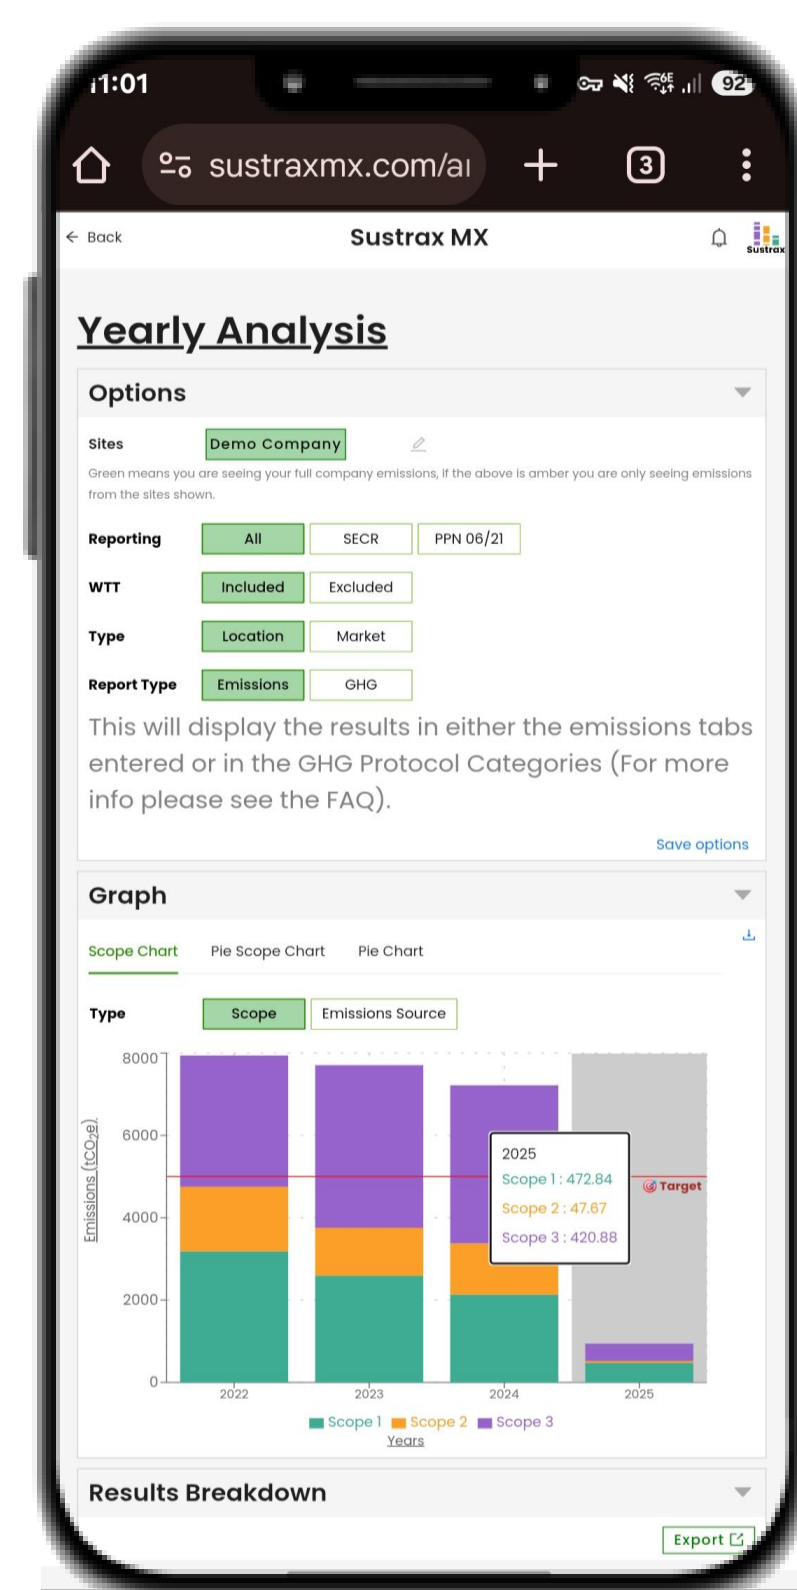 11:01
6E
92
sustraxmx.com/
3
Back
Sustrax MX
Sustrax
Yearly Analysis
Options
Sites
Demo Company
Green means you are seeing your full company emissions, if the above is amber you are only seeing emissions
from the sites shown.
Reporting
All
SECR
PPN 06/21
WTT
Included
Excluded
Type
Location
Market
Report Type
Emissions
GHG
This will display the results in either the emissions tabs
entered or in the GHG Protocol Categories (For more
info please see the FAQ).
Save options
Graph
Scope Chart
Pie Scope Chart
Pie Chart
Type
Scope
Emissions Source
Emissions (tCO2e)
8000
6000
4000
2000
0
2025
Scope 1 : 472.84
Scope 2 : 47.67
Scope 3 : 420.88
Target
2022
2023
2024
2025
Scope 1
Scope 2
Scope 3
Years
Results Breakdown
Export